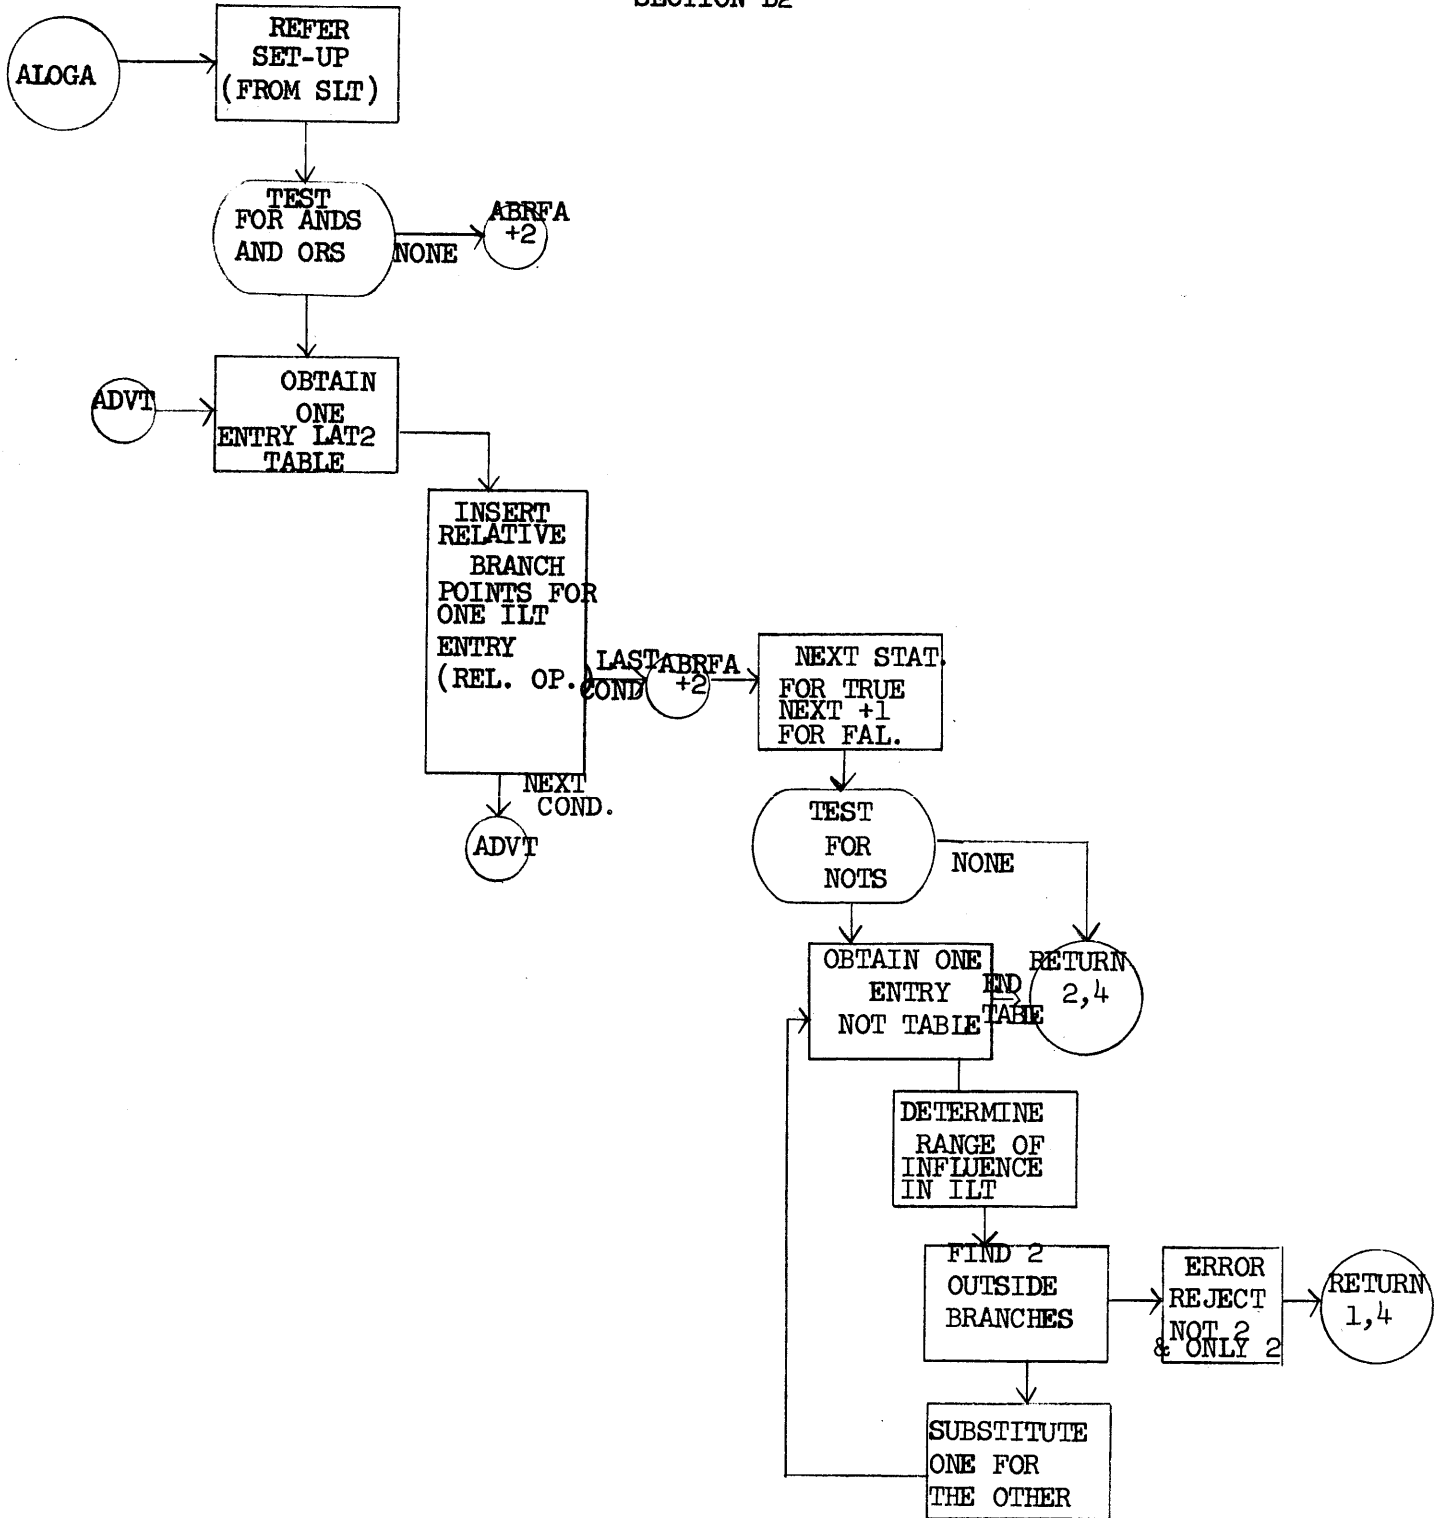 SECTION B2
ALOGA
REFER
SET-UP
(FROM SLT)
TEST
FOR ANDS
AND ORS
NONE
ABRFA
+2
ADVT
OBTAIN
ONE
ENTRY LAT2
TABLE
INSERT
RELATIVE
BRANCH
POINTS FOR
ONE ILT
ENTRY
(REL. OP.)
LAST
COND
ABRFA
+2
NEXT STAT.
FOR TRUE
NEXT +1
FOR FAL.
NEXT
COND.
ADVT
TEST
FOR
NOTS
NONE
OBTAIN ONE
ENTRY
NOT TABLE
END
TABLE
RETURN
2,4
DETERMINE
RANGE OF
INFLUENCE
IN ILT
FIND 2
OUTSIDE
BRANCHES
ERROR
REJECT
NOT 2
& ONLY 2
RETURN
1,4
SUBSTITUTE
ONE FOR
THE OTHER